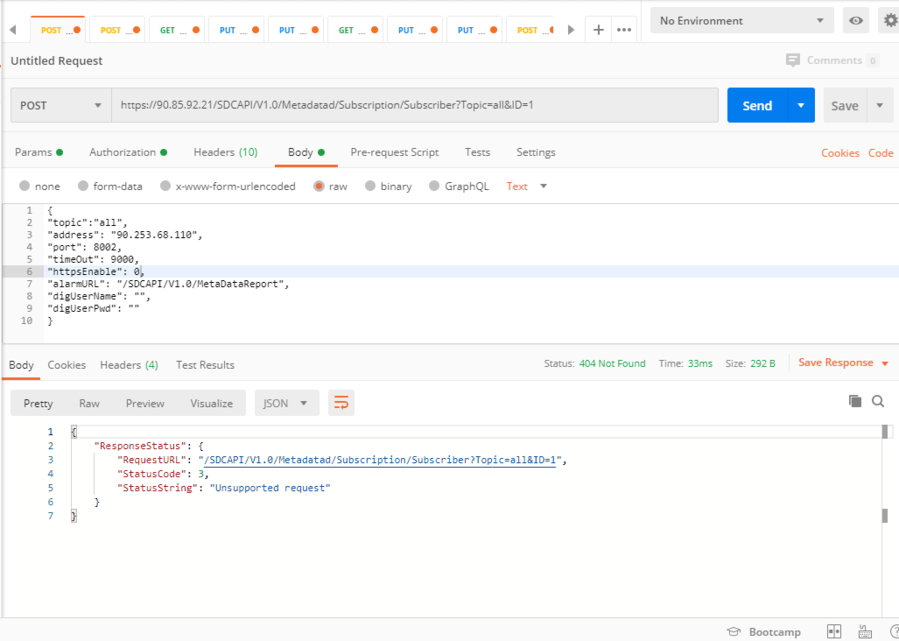 POST ... POST ... GET ... PUT ... PUT ... GET ... PUT ... PUT ... POST ... No Environment
Untitled Request Comments 0
POST https://90.85.92.21/SDCAPI/V1.0/Metadatad/Subscription/Subscriber?Topic=all&ID=1 Send Save
Params Authorization Headers (10) Body Pre-request Script Tests Settings Cookies Code
none form-data x-www-form-urlencoded raw binary GraphQL Text
1 {
2 "topic":"all",
3 "address": "90.253.68.110",
4 "port": 8002,
5 "timeOut": 9000,
6 "httpsEnable": 0,
7 "alarmURL": "/SDCAPI/V1.0/MetaDataReport",
8 "digUserName": "",
9 "digUserPwd": ""
10 }
Body Cookies Headers (4) Test Results Status: 404 Not Found Time: 33ms Size: 292 B Save Response
Pretty Raw Preview Visualize JSON
1 {
2 "ResponseStatus": {
3 "RequestURL": "/SDCAPI/V1.0/Metadatad/Subscription/Subscriber?Topic=all&ID=1",
4 "StatusCode": 3,
5 "StatusString": "Unsupported request"
6 }
7 }
Bootcamp